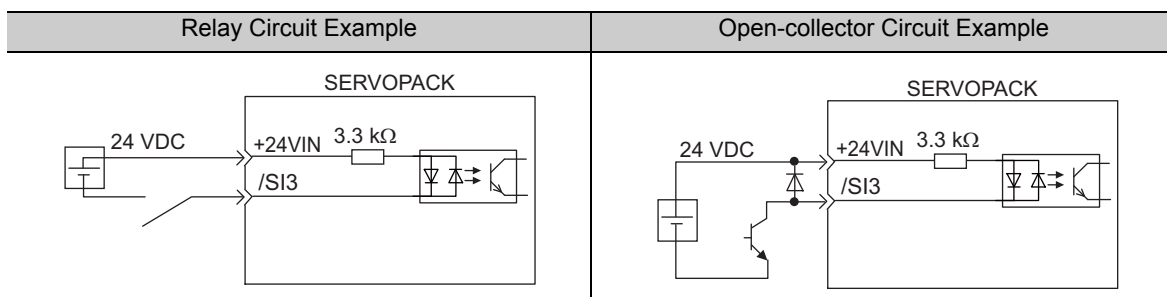 Relay Circuit Example
Open-collector Circuit Example
SERVOPACK
24 VDC
+24VIN
3.3 kΩ
/SI3
SERVOPACK
24 VDC
+24VIN
3.3 kΩ
/SI3